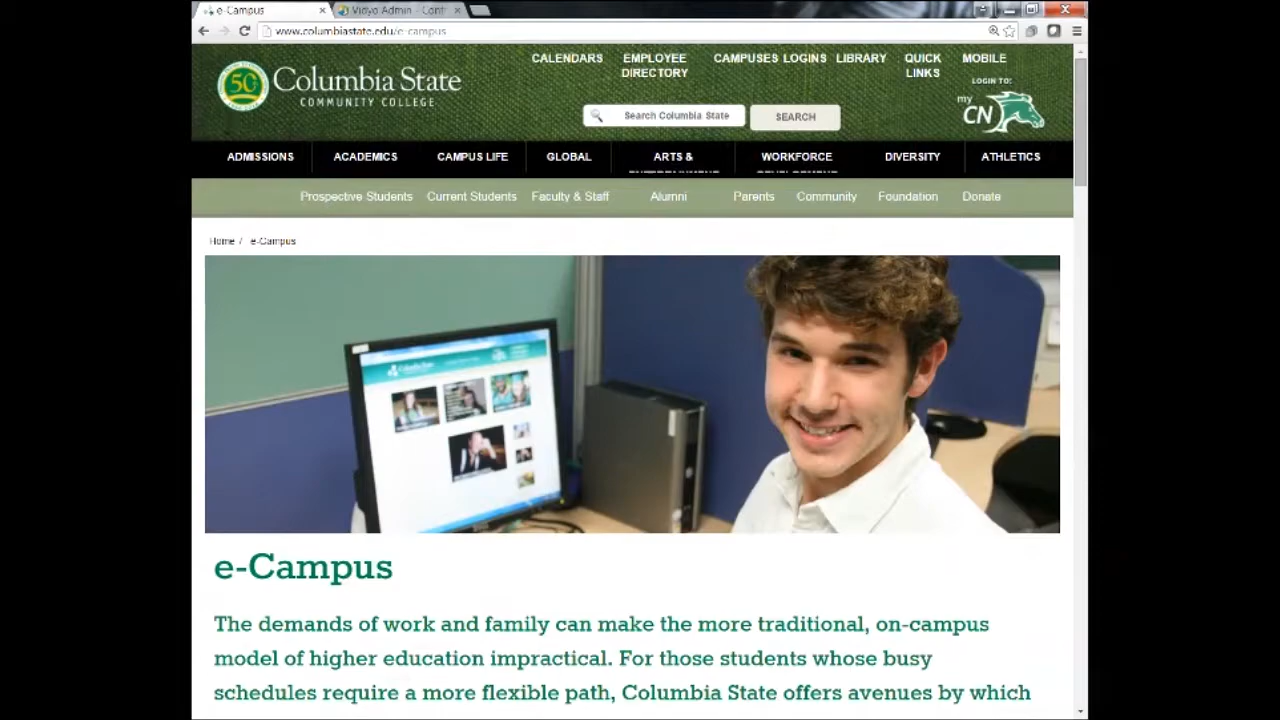 e-Campus
Vidyo Admin - Contr
www.columbiastate.edu/e-campus
50
Columbia State
COMMUNITY COLLEGE
CALENDARS
EMPLOYEE DIRECTORY
CAMPUSES
LOGINS
LIBRARY
QUICK LINKS
MOBILE
LOGIN TO:
my
CN
Search Columbia State
SEARCH
ADMISSIONS
ACADEMICS
CAMPUS LIFE
GLOBAL
ARTS &
WORKFORCE
DIVERSITY
ATHLETICS
Prospective Students
Current Students
Faculty & Staff
Alumni
Parents
Community
Foundation
Donate
Home / e-Campus
Columbia State
e-Campus
The demands of work and family can make the more traditional, on-campus
model of higher education impractical. For those students whose busy
schedules require a more flexible path, Columbia State offers avenues by which